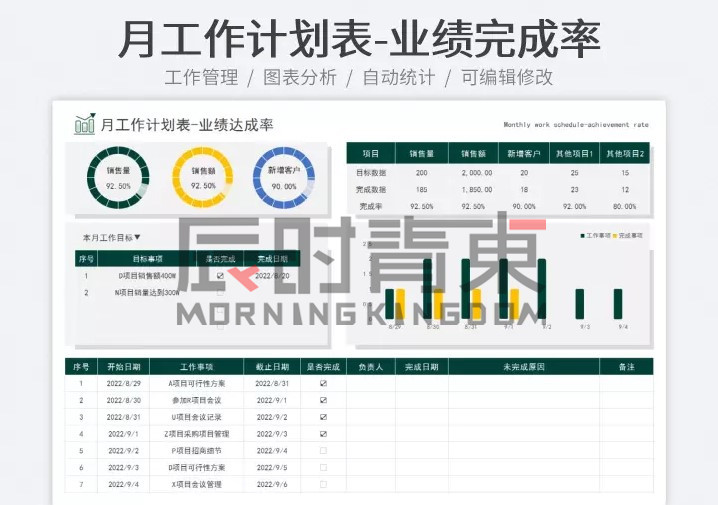 月工作计划表-业绩完成率
工作管理 / 图表分析 / 自动统计 / 可编辑修改
月工作计划表-业绩达成率
Monthly work schedule-achievement rate
销售量
92.50%
销售额
92.50%
新增客户
90.00%
项目 销售量 销售额 新增客户 其他项目1 其他项目2
目标数据 200 2,000.00 20 25 15
完成数据 185 1,850.00 18 23 12
完成率 92.50% 92.50% 90.00% 92.00% 80.00%
本月工作目标▼
序号 目标事项 是否完成 完成日期
1 D项目销售额400W ☑ 2022/8/20
2 N项目销量达到300W
工作事项 完成事项
8/29 8/30 8/31 9/1 9/2 9/3 9/4
辰时青東
MORNING KINGDOM
序号 开始日期 工作事项 截止日期 是否完成 负责人 完成日期 未完成原因 备注
1 2022/8/29 A项目可行性方案 2022/8/31 ☑
2 2022/8/30 参加R项目会议 2022/9/1 ☑
3 2022/8/31 U项目会议记录 2022/9/2 ☑
4 2022/9/1 Z项目采购项目管理 2022/9/3 ☑
5 2022/9/2 P项目招商细节 2022/9/4 ☐
6 2022/9/3 D项目可行性方案 2022/9/5 ☐
7 2022/9/4 X项目会议管理 2022/9/6 ☐